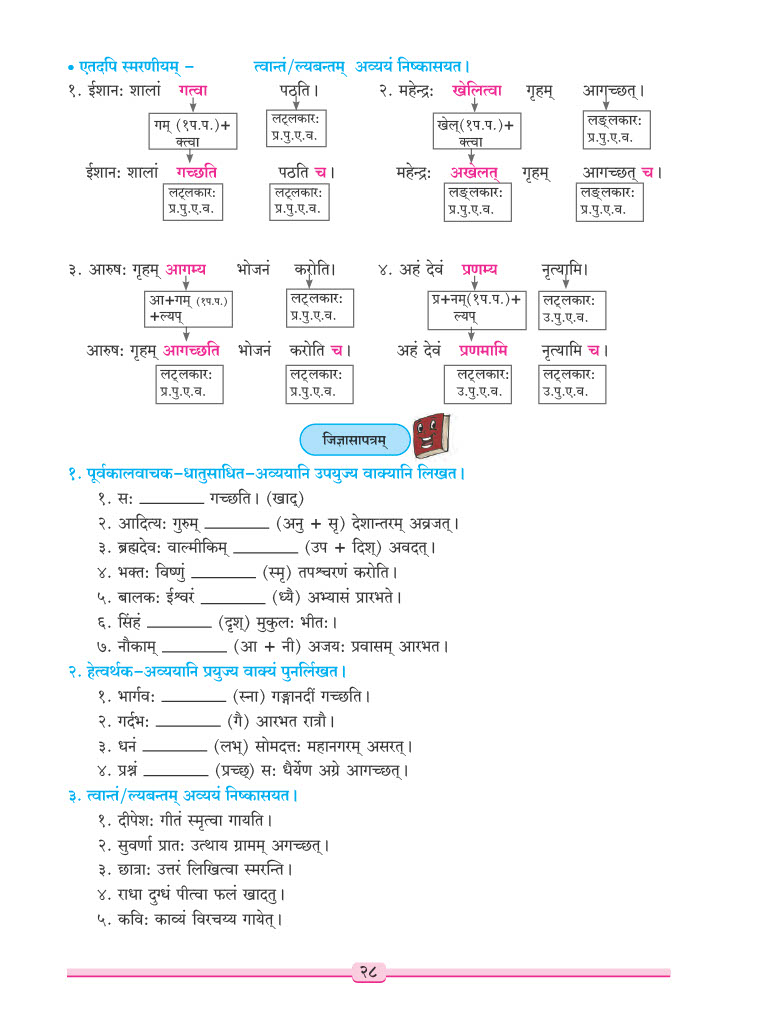 • एतदपि स्मरणीयम् – त्वान्तं/ल्यबन्तम् अव्ययं निष्कासयत।
१. ईशानः शालां गत्वा पठति। २. महेन्द्रः खेलित्वा गृहम् आगच्छत्।
गम् (१प.प.)+ क्त्वा
लट्लकारः प्र.पु.ए.व.
खेल्(१प.प.)+ क्त्वा
लङ्लकारः प्र.पु.ए.व.
ईशानः शालां गच्छति पठति च। महेन्द्रः अखेलत् गृहम् आगच्छत् च।
लट्लकारः प्र.पु.ए.व.
लट्लकारः प्र.पु.ए.व.
लङ्लकारः प्र.पु.ए.व.
लङ्लकारः प्र.पु.ए.व.
३. आरुषः गृहम् आगम्य भोजनं करोति। ४. अहं देवं प्रणम्य नृत्यामि।
आ+गम् (१प.प.) +ल्यप्
लट्लकारः प्र.पु.ए.व.
प्र+नम्(१प.प.)+ ल्यप्
लट्लकारः उ.पु.ए.व.
आरुषः गृहम् आगच्छति भोजनं करोति च। अहं देवं प्रणमामि नृत्यामि च।
लट्लकारः प्र.पु.ए.व.
लट्लकारः प्र.पु.ए.व.
लट्लकारः उ.पु.ए.व.
लट्लकारः उ.पु.ए.व.
जिज्ञासापत्रम्
१. पूर्वकालवाचक-धातुसाधित-अव्ययानि उपयुज्य वाक्यानि लिखत।
१. सः ________ गच्छति। (खाद्)
२. आदित्यः गुरुम् ________ (अनु + सृ) देशान्तरम् अव्रजत्।
३. ब्रह्मदेवः वाल्मीकिम् ________ (उप + दिश्) अवदत्।
४. भक्तः विष्णुं ________ (स्मृ) तपश्चरणं करोति।
५. बालकः ईश्वरं ________ (ध्यै) अभ्यासं प्रारभते।
६. सिंहं ________ (दृश्) मुकुलः भीतः।
७. नौकाम् ________ (आ + नी) अजयः प्रवासम् आरभत।
२. हेत्वर्थक-अव्ययानि प्रयुज्य वाक्यं पुनर्लिखत।
१. भार्गवः ________ (स्ना) गङ्गानदीं गच्छति।
२. गर्दभः ________ (गै) आरभत रात्रौ।
३. धनं ________ (लभ्) सोमदत्तः महानगरम् असरत्।
४. प्रश्नं ________ (प्रच्छ्) सः धैर्येण अग्रे आगच्छत्।
३. त्वान्तं/ल्यबन्तम् अव्ययं निष्कासयत।
१. दीपेशः गीतं स्मृत्वा गायति।
२. सुवर्णा प्रातः उत्थाय ग्रामम् अगच्छत्।
३. छात्राः उत्तरं लिखित्वा स्मरन्ति।
४. राधा दुग्धं पीत्वा फलं खादतु।
५. कविः काव्यं विरचय्य गायेत्।
२८